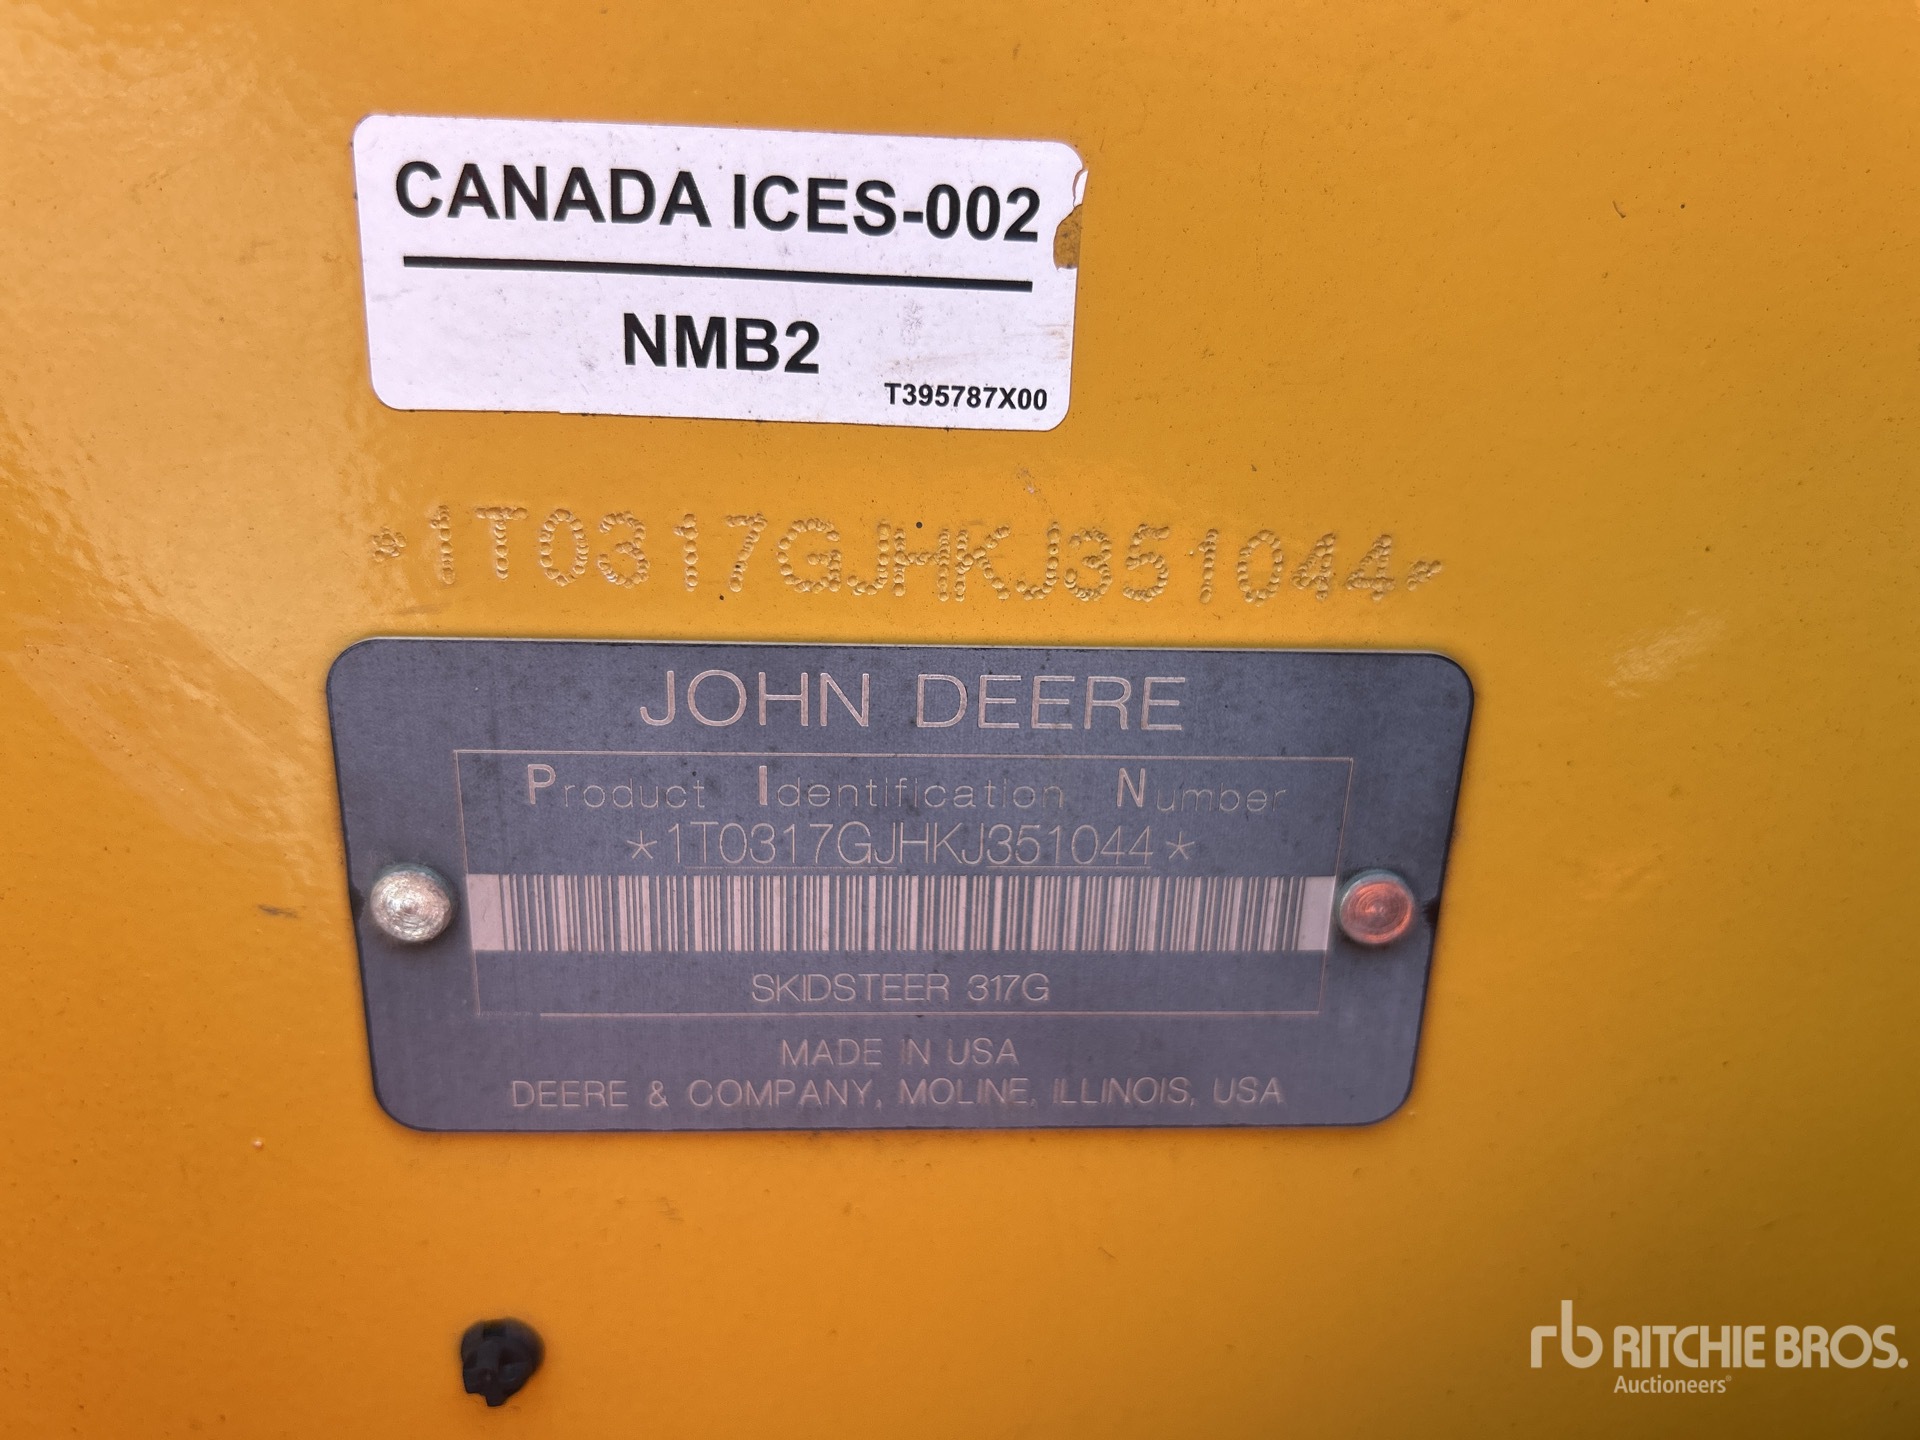 CANADA ICES-002
NMB2
T395787X00
*1T0317GJHKJ351044*
JOHN DEERE
Product Identification Number
*1T0317GJHKJ351044*
SKIDSTEER 317G
MADE IN USA
DEERE & COMPANY, MOLINE, ILLINOIS, USA
rb RITCHIE BROS.
Auctioneers®